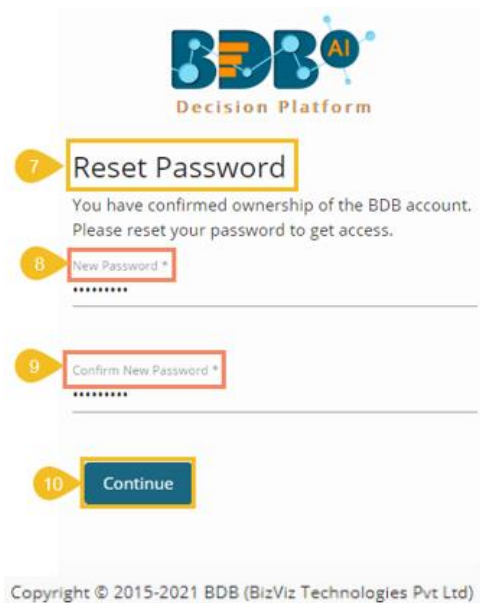 BDB AI
Decision Platform
7
Reset Password
You have confirmed ownership of the BDB account.
Please reset your password to get access.
8
New Password *
•••••••••
9
Confirm New Password *
•••••••••
10
Continue
Copyright © 2015-2021 BDB (BizViz Technologies Pvt Ltd)